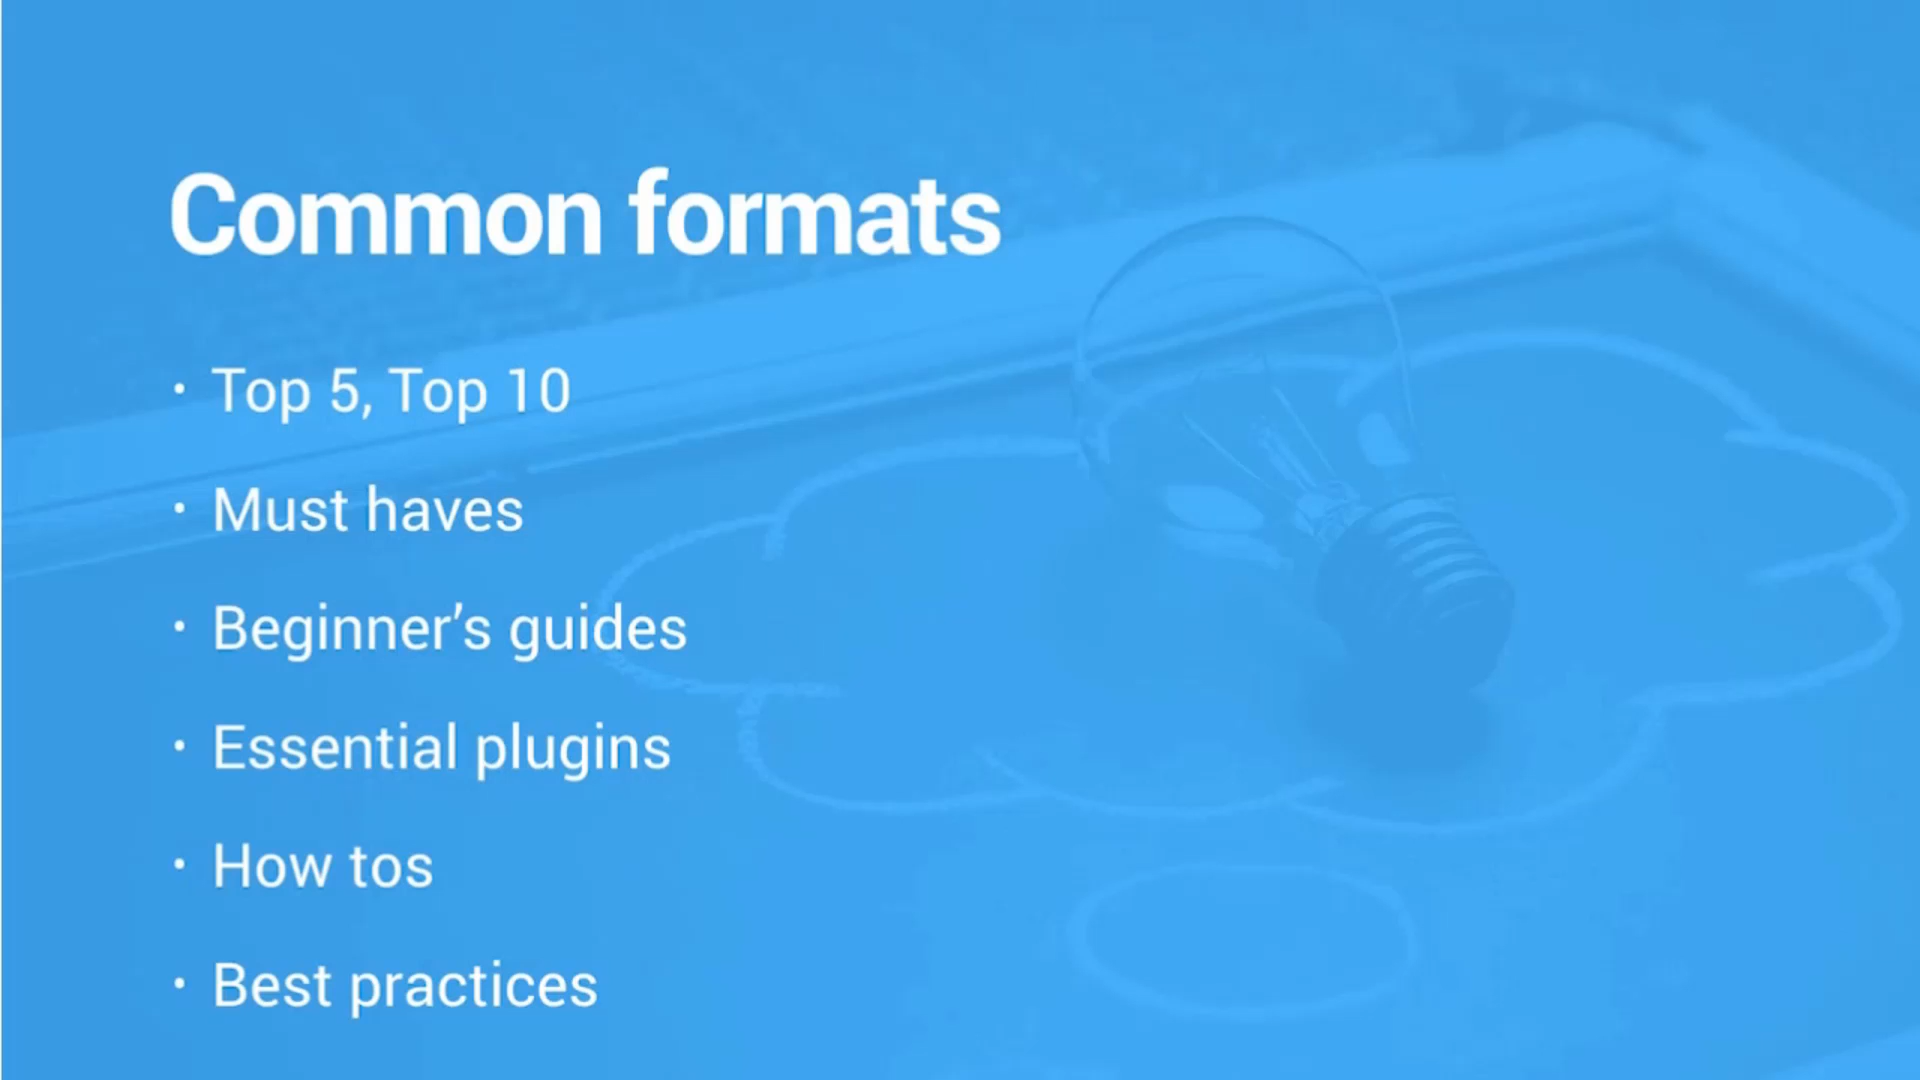 Common formats
• Top 5, Top 10
• Must haves
• Beginner’s guides
• Essential plugins
• How tos
• Best practices